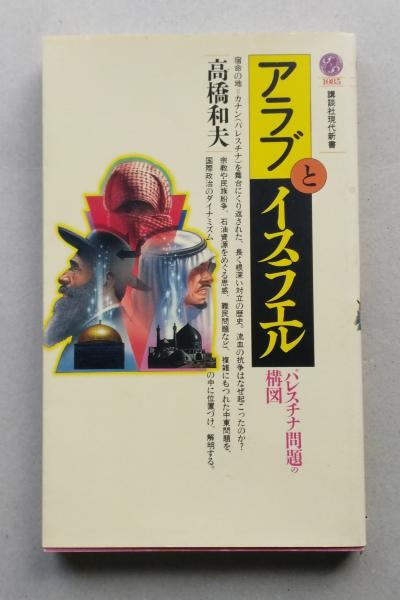 1085
講談社現代新書
アラブとイスラエル
パレスチナ問題の
構図
高橋和夫
宿命の地=カナン(パレスチナ)を舞台にくり返された、長く根深い対立の歴史。流血の抗争はなぜ起こったのか?
宗教や民族紛争、石油資源をめぐる思惑、難民問題など、複雑にもつれた中東問題を、
国際政治のダイナミズムの中に位置づけ、解明する。